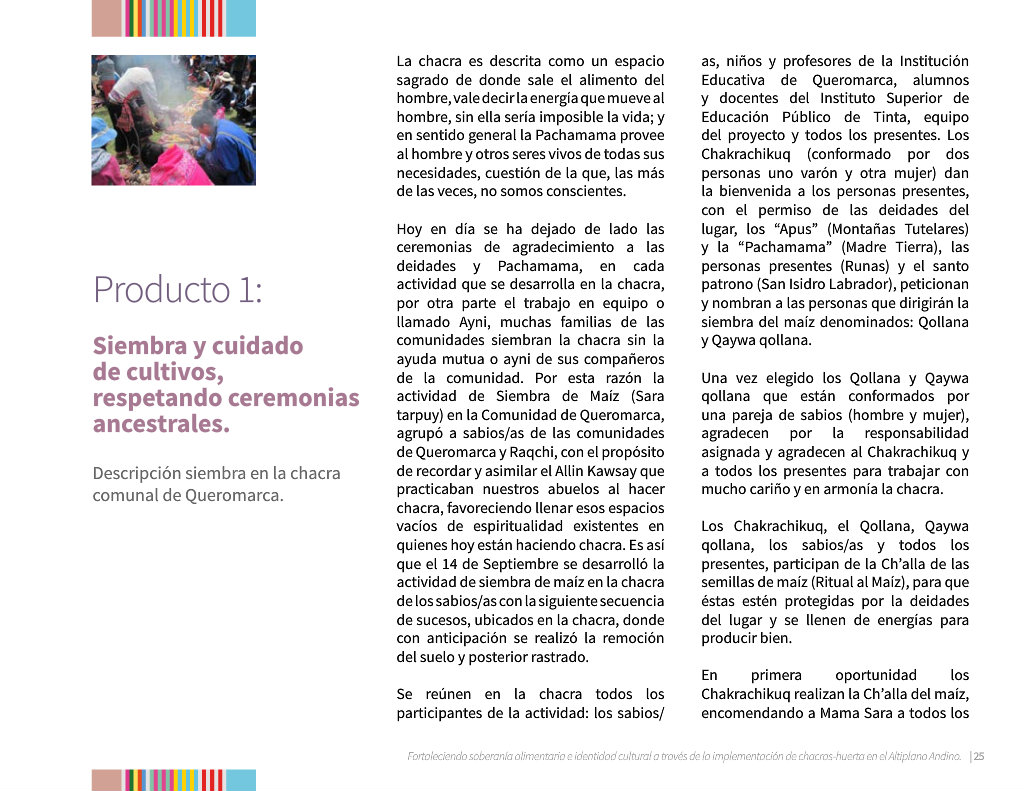 Producto 1:
Siembra y cuidado
de cultivos,
respetando ceremonias
ancestrales.
Descripción siembra en la chacra
comunal de Queromarca.
La chacra es descrita como un espacio
sagrado de donde sale el alimento del
hombre, vale decir la energía que mueve al
hombre, sin ella sería imposible la vida; y
en sentido general la Pachamama provee
al hombre y otros seres vivos de todas sus
necesidades, cuestión de la que, las más
de las veces, no somos conscientes.
Hoy en día se ha dejado de lado las
ceremonias de agradecimiento a las
deidades y Pachamama, en cada
actividad que se desarrolla en la chacra,
por otra parte el trabajo en equipo o
llamado Ayni, muchas familias de las
comunidades siembran la chacra sin la
ayuda mutua o ayni de sus compañeros
de la comunidad. Por esta razón la
actividad de Siembra de Maíz (Sara
tarpuy) en la Comunidad de Queromarca,
agrupó a sabios/as de las comunidades
de Queromarca y Raqchi, con el propósito
de recordar y asimilar el Allin Kawsay que
practicaban nuestros abuelos al hacer
chacra, favoreciendo llenar esos espacios
vacíos de espiritualidad existentes en
quienes hoy están haciendo chacra. Es así
que el 14 de Septiembre se desarrolló la
actividad de siembra de maíz en la chacra
de los sabios/as con la siguiente secuencia
de sucesos, ubicados en la chacra, donde
con anticipación se realizó la remoción
del suelo y posterior rastrado.
Se reúnen en la chacra todos los
participantes de la actividad: los sabios/
as, niños y profesores de la Institución
Educativa de Queromarca, alumnos
y docentes del Instituto Superior de
Educación Público de Tinta, equipo
del proyecto y todos los presentes. Los
Chakrachikuq (conformado por dos
personas uno varón y otra mujer) dan
la bienvenida a los personas presentes,
con el permiso de las deidades del
lugar, los “Apus” (Montañas Tutelares)
y la “Pachamama” (Madre Tierra), las
personas presentes (Runas) y el santo
patrono (San Isidro Labrador), peticionan
y nombran a las personas que dirigirán la
siembra del maíz denominados: Qollana
y Qaywa qollana.
Una vez elegido los Qollana y Qaywa
qollana que están conformados por
una pareja de sabios (hombre y mujer),
agradecen por la responsabilidad
asignada y agradecen al Chakrachikuq y
a todos los presentes para trabajar con
mucho cariño y en armonía la chacra.
Los Chakrachikuq, el Qollana, Qaywa
qollana, los sabios/as y todos los
presentes, participan de la Ch’alla de las
semillas de maíz (Ritual al Maíz), para que
éstas estén protegidas por la deidades
del lugar y se llenen de energías para
producir bien.
En primera oportunidad los
Chakrachikuq realizan la Ch’alla del maíz,
encomendando a Mama Sara a todos los
Fortaleciendo soberanía alimentaria e identidad cultural a través de la implementación de chacras-huerta en el Altiplano Andino. |25